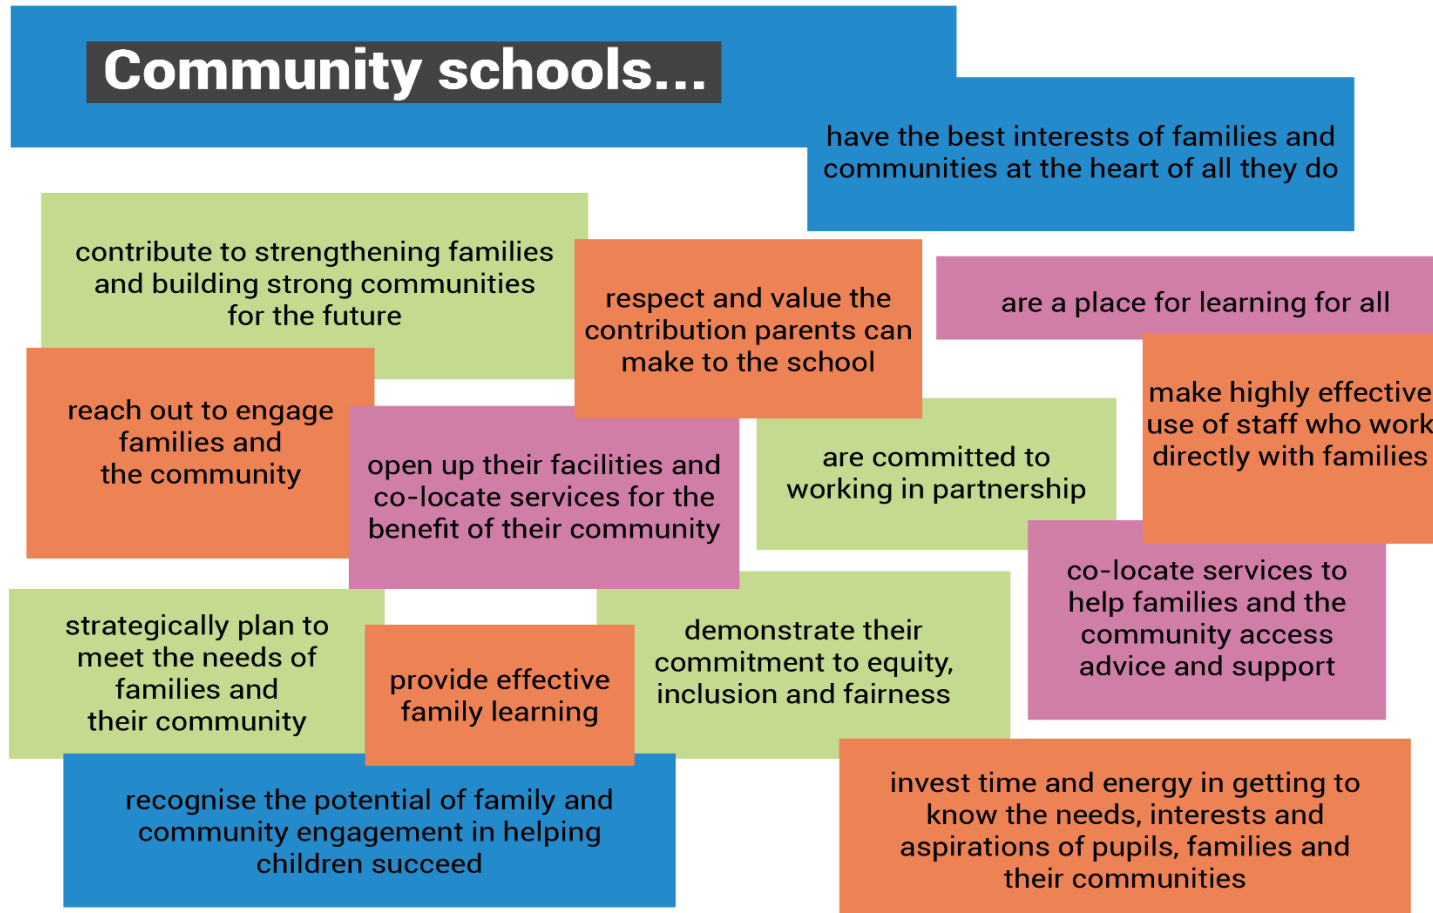 Community schools...
have the best interests of families and
communities at the heart of all they do
contribute to strengthening families
and building strong communities
for the future
respect and value the
contribution parents can
make to the school
are a place for learning for all
reach out to engage
families and
the community
open up their facilities and
co-locate services for the
benefit of their community
are committed to
working in partnership
make highly effective
use of staff who work
directly with families
strategically plan to
meet the needs of
families and
their community
provide effective
family learning
demonstrate their
commitment to equity,
inclusion and fairness
co-locate services to
help families and the
community access
advice and support
recognise the potential of family and
community engagement in helping
children succeed
invest time and energy in getting to
know the needs, interests and
aspirations of pupils, families and
their communities